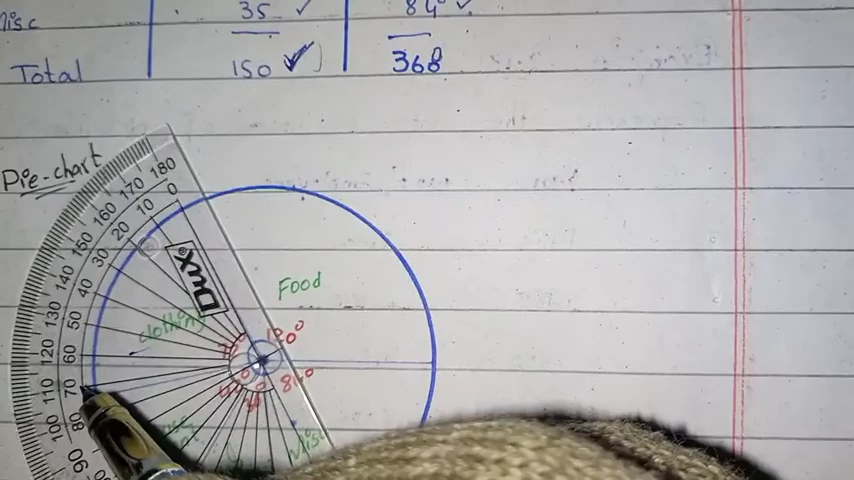 Misc 35 ✓ 84° ✓
Total 150 ✓ 368
Pie-chart
180 170 160 150 140 130 120 110 100 90
0 10 20 30 40 50 60 70 80
Dux
Food
clothing
120°
84°
Misc